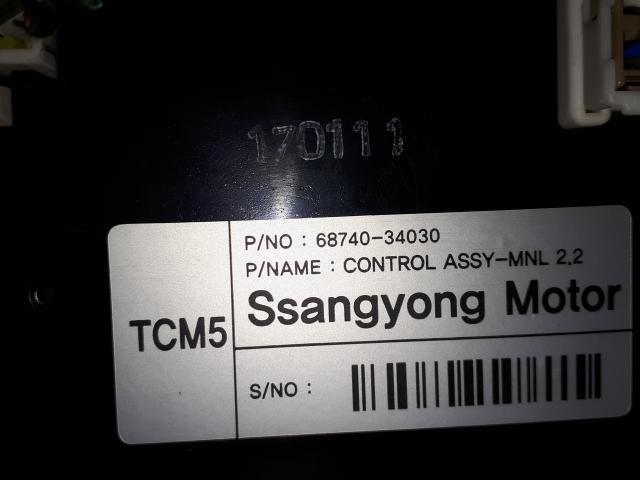 170111
P/NO : 68740-34030
P/NAME : CONTROL ASSY-MNL 2.2
Ssangyong Motor
TCM5
S/NO :